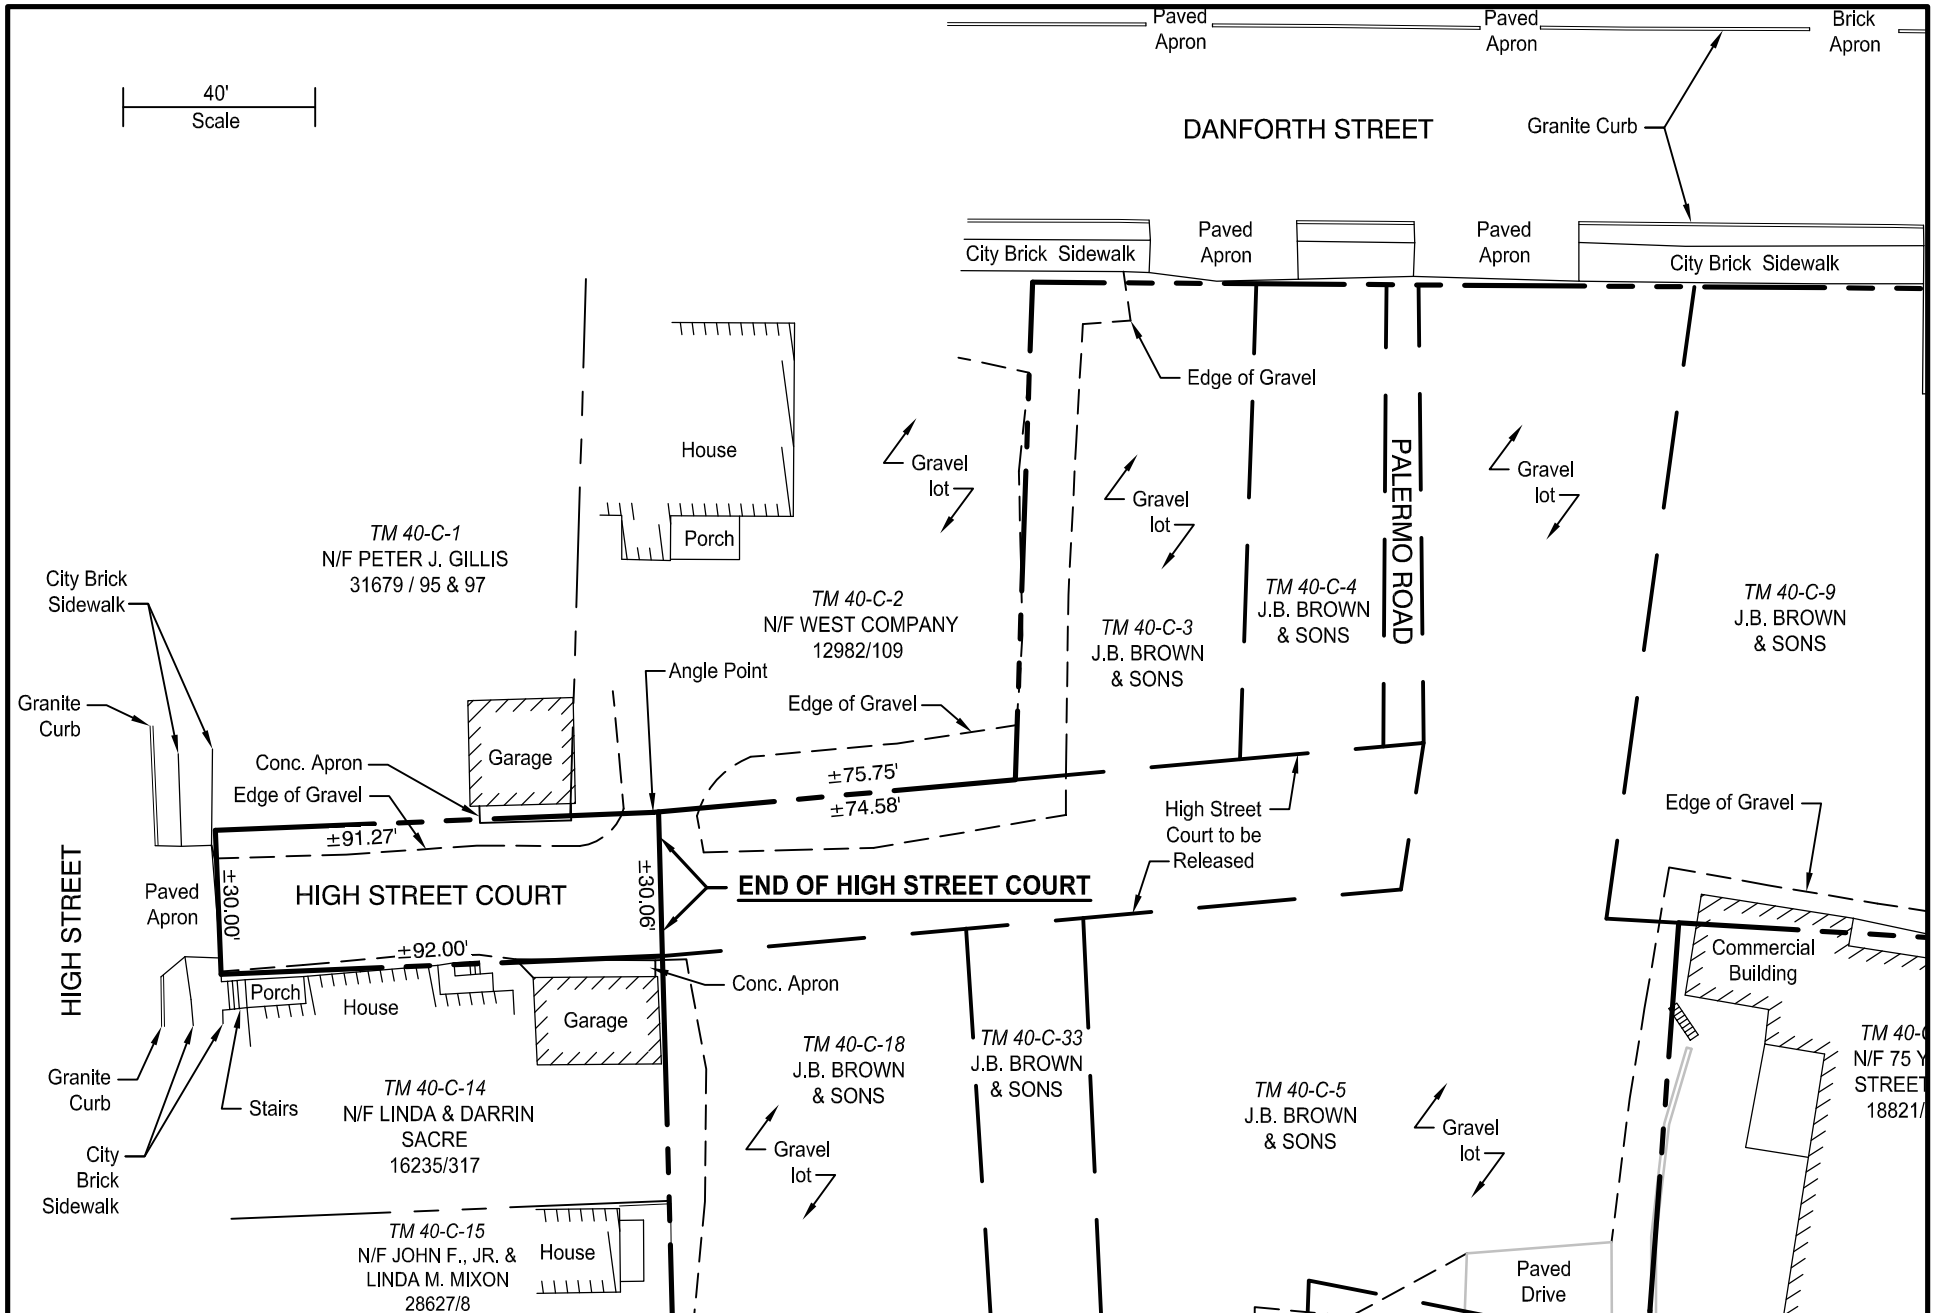 Paved
Apron
Paved
Apron
Brick
Apron
40'
Scale
DANFORTH STREET
Granite Curb
City Brick Sidewalk
Paved
Apron
Paved
Apron
City Brick Sidewalk
Edge of Gravel
House
Porch
Gravel
lot
Gravel
lot
Gravel
lot
PALERMO ROAD
TM 40-C-1
N/F PETER J. GILLIS
31679 / 95 & 97
City Brick
Sidewalk
TM 40-C-2
N/F WEST COMPANY
12982/109
TM 40-C-3
J.B. BROWN
& SONS
TM 40-C-4
J.B. BROWN
& SONS
TM 40-C-9
J.B. BROWN
& SONS
Angle Point
Granite
Curb
Edge of Gravel
Conc. Apron
Garage
Edge of Gravel
±75.75'
±74.58'
±91.27'
High Street
Court to be
Released
Edge of Gravel
HIGH STREET
Paved
Apron
±30.00'
HIGH STREET COURT
±30.06'
END OF HIGH STREET COURT
±92.00'
Porch
House
Garage
Conc. Apron
Commercial
Building
TM 40-C-18
J.B. BROWN
& SONS
TM 40-C-33
J.B. BROWN
& SONS
TM 40-C-5
J.B. BROWN
& SONS
N/F 75 Y
STREET
18821/
Granite
Curb
Stairs
TM 40-C-14
N/F LINDA & DARRIN
SACRE
16235/317
City
Brick
Sidewalk
Gravel
lot
Gravel
lot
TM 40-C-15
N/F JOHN F., JR. &
LINDA M. MIXON
28627/8
House
Paved
Drive